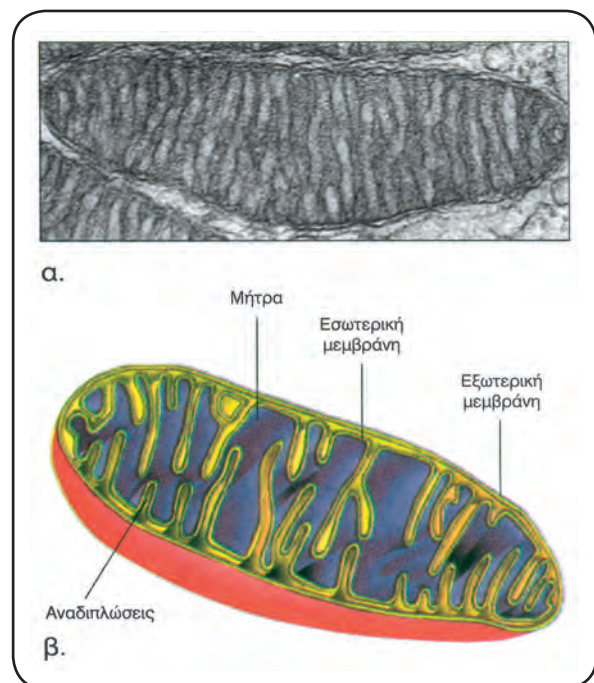 α.
Μήτρα
Εσωτερική
μεμβράνη
Εξωτερική
μεμβράνη
Αναδιπλώσεις
β.